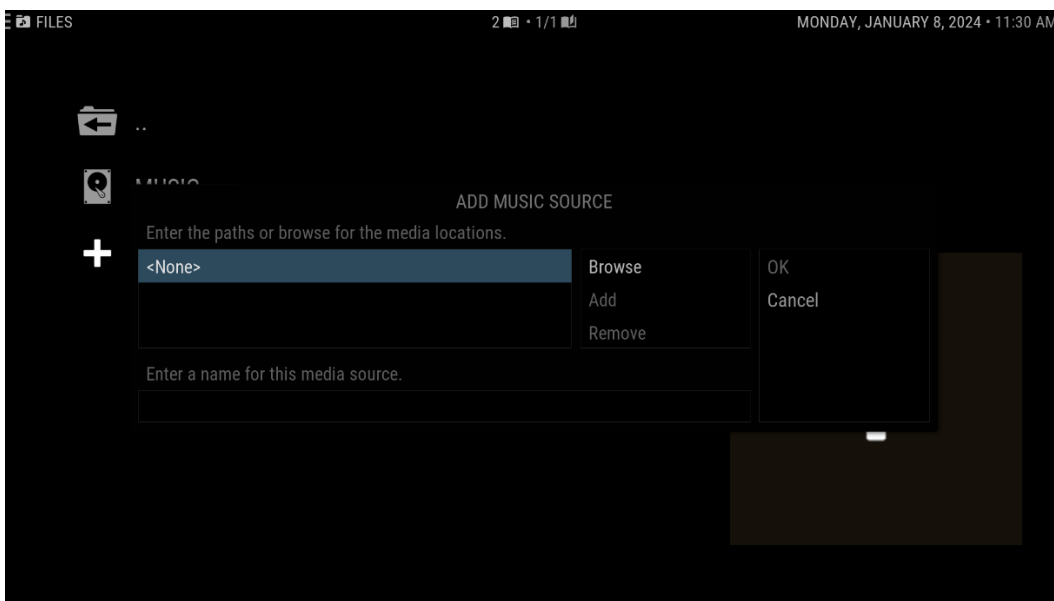 FILES
2 • 1/1
MONDAY, JANUARY 8, 2024 • 11:30 AM
..
MUSIC
ADD MUSIC SOURCE
Enter the paths or browse for the media locations.
<None>
Browse
OK
Add
Cancel
Remove
Enter a name for this media source.